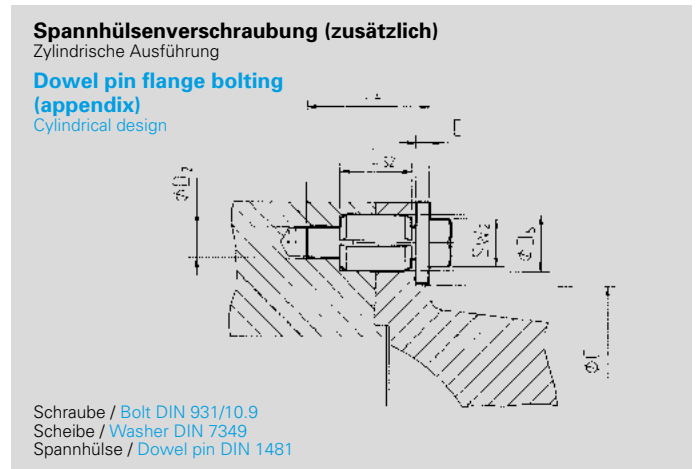 Spannhülsenverschraubung (zusätzlich)
Zylindrische Ausführung
Dowel pin flange bolting
(appendix)
Cylindrical design
Schraube / Bolt DIN 931/10.9
Scheibe / Washer DIN 7349
Spannhülse / Dowel pin DIN 1481